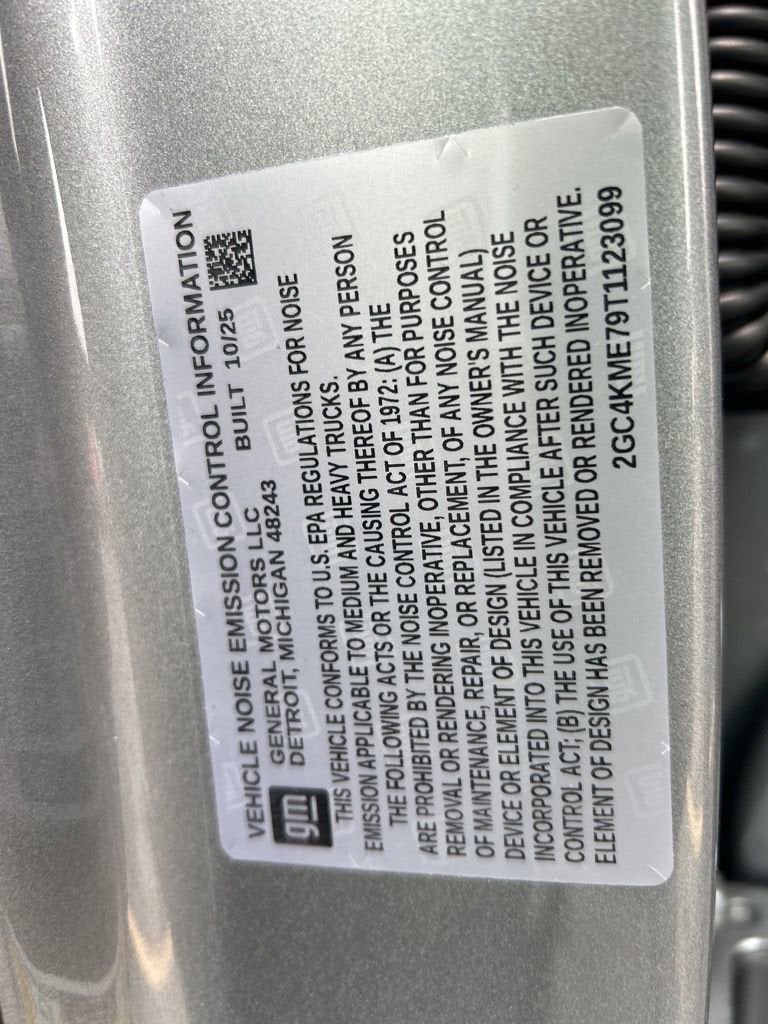 VEHICLE NOISE EMISSION CONTROL INFORMATION
gm
GENERAL MOTORS LLC BUILT 10/25
DETROIT, MICHIGAN 48243
THIS VEHICLE CONFORMS TO U.S. EPA REGULATIONS FOR NOISE
EMISSION APPLICABLE TO MEDIUM AND HEAVY TRUCKS.
THE FOLLOWING ACTS OR THE CAUSING THEREOF BY ANY PERSON
ARE PROHIBITED BY THE NOISE CONTROL ACT OF 1972: (A) THE
REMOVAL OR RENDERING INOPERATIVE, OTHER THAN FOR PURPOSES
OF MAINTENANCE, REPAIR, OR REPLACEMENT, OF ANY NOISE CONTROL
DEVICE OR ELEMENT OF DESIGN (LISTED IN THE OWNER'S MANUAL)
INCORPORATED INTO THIS VEHICLE IN COMPLIANCE WITH THE NOISE
CONTROL ACT; (B) THE USE OF THIS VEHICLE AFTER SUCH DEVICE OR
ELEMENT OF DESIGN HAS BEEN REMOVED OR RENDERED INOPERATIVE.
2GC4KME79T1123099